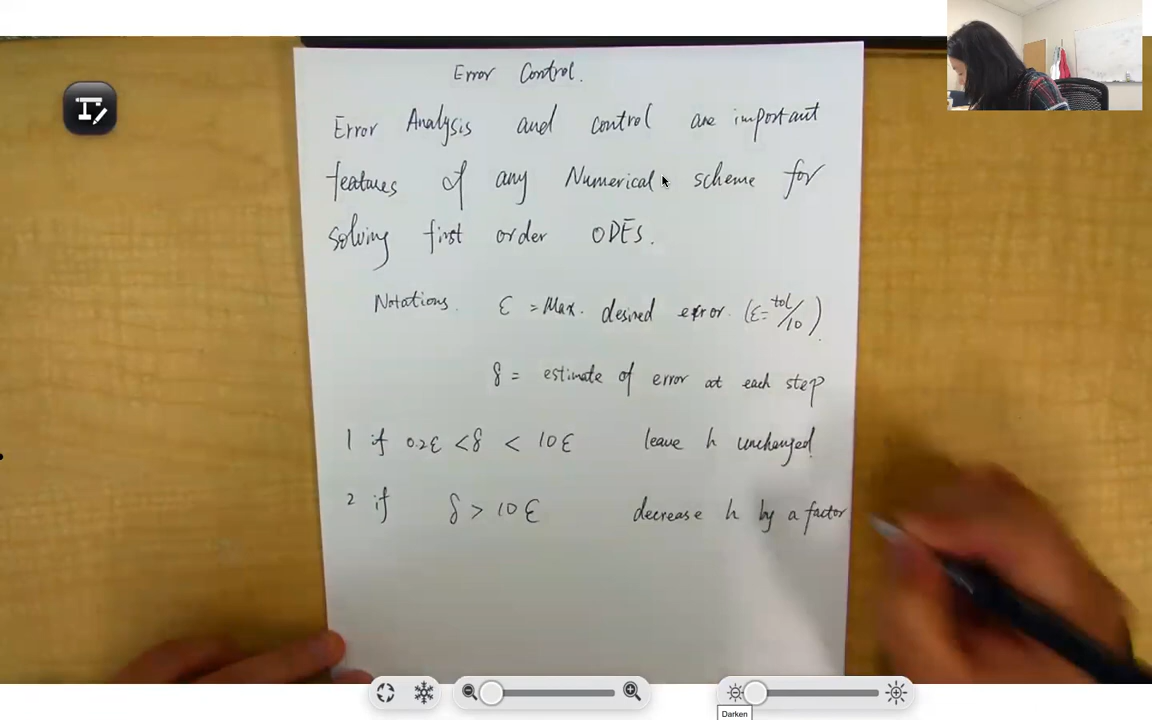 Error Control.
Error Analysis and control are important
features of any Numerical scheme for
solving first order ODEs.
Notations. ε = Max. desired error. (ε = tol/10).
δ = estimate of error at each step
1 if 0.2ε < δ < 10ε leave h unchanged
2 if δ > 10ε decrease h by a factor
Darken